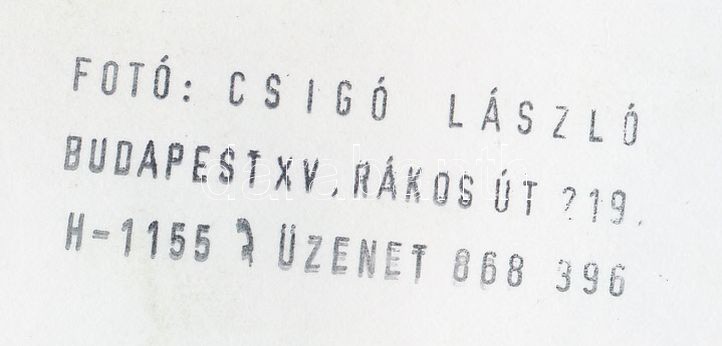 FOTÓ: CSIGÓ LÁSZLÓ
BUDAPEST XV. RÁKOS ÚT 219.
H-1155 ÜZENET 868 396